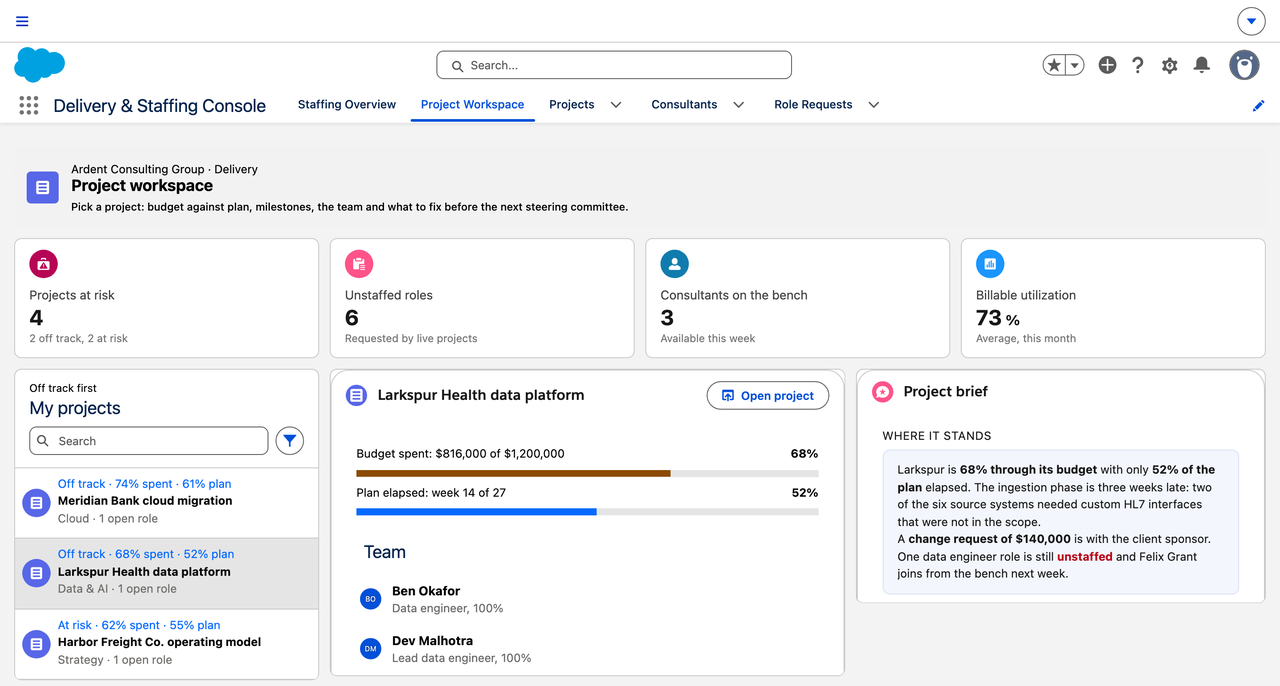 Search...
Delivery & Staffing Console
Staffing Overview
Project Workspace
Projects
Consultants
Role Requests
Ardent Consulting Group · Delivery
Project workspace
Pick a project: budget against plan, milestones, the team and what to fix before the next steering committee.
Projects at risk
4
2 off track, 2 at risk
Unstaffed roles
6
Requested by live projects
Consultants on the bench
3
Available this week
Billable utilization
73 %
Average, this month
Off track first
My projects
Search
Off track · 74% spent · 61% plan
Meridian Bank cloud migration
Cloud · 1 open role
Off track · 68% spent · 52% plan
Larkspur Health data platform
Data & AI · 1 open role
At risk · 62% spent · 55% plan
Harbor Freight Co. operating model
Strategy · 1 open role
Larkspur Health data platform
Open project
Budget spent: $816,000 of $1,200,000
68%
Plan elapsed: week 14 of 27
52%
Team
BO
Ben Okafor
Data engineer, 100%
DM
Dev Malhotra
Lead data engineer, 100%
Project brief
WHERE IT STANDS
Larkspur is 68% through its budget with only 52% of the
plan elapsed. The ingestion phase is three weeks late: two
of the six source systems needed custom HL7 interfaces
that were not in the scope.
A change request of $140,000 is with the client sponsor.
One data engineer role is still unstaffed and Felix Grant
joins from the bench next week.